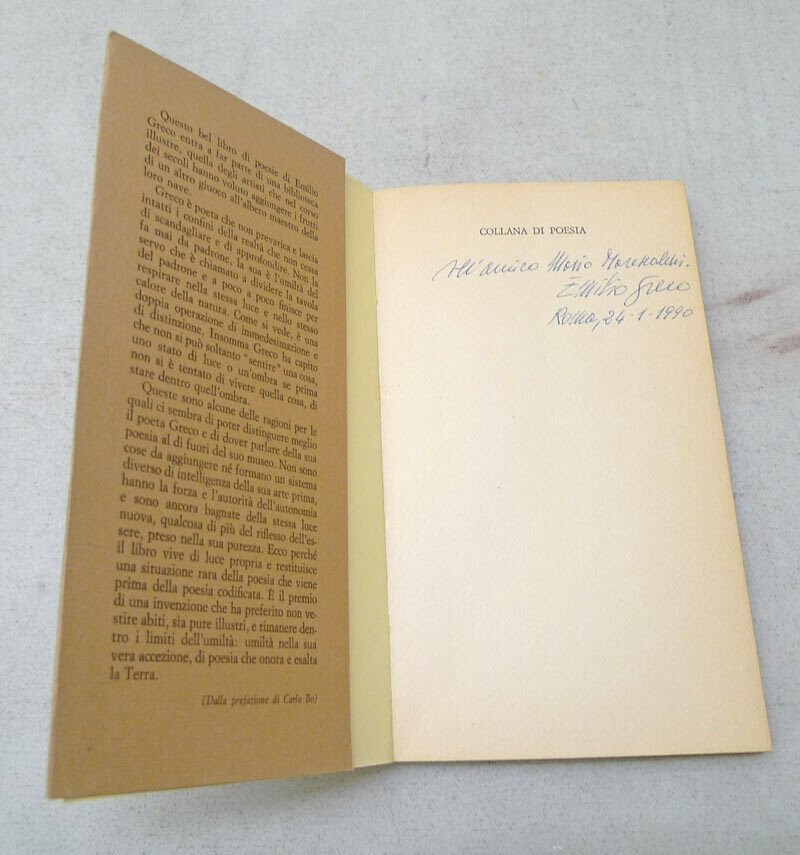 Questo bel libro di poesie di Emilio
Greco entra a far parte di una biblioteca
illustre, quella degli artisti che nel corso
dei secoli hanno voluto aggiungere i frutti
di un altro giuoco all'albero maestro della
loro nave.
Greco è poeta che non prevarica e lascia
intatti i confini della realtà che non cessa
di scandagliare e di approfondire. Non la
fa mai da padrone, la sua è l'umiltà del
servo che è chiamato a dividere la tavola
del padrone e a poco a poco finisce per
respirare nella stessa luce e nello stesso
calore della natura. Come si vede, è una
doppia operazione di immedesimazione e
di distinzione. Insomma Greco ha capito
che non si può soltanto "sentire" una cosa,
uno stato di luce o un'ombra se prima
non si è tentato di vivere quella cosa, di
stare dentro quell'ombra.
Queste sono alcune delle ragioni per le
quali ci sembra di poter distinguere meglio
il poeta Greco e di dover parlare della sua
poesia al di fuori del suo museo. Non sono
cose da aggiungere né formano un sistema
diverso di intelligenza della sua arte prima,
hanno la forza e l'autorità dell'autonomia
e sono ancora bagnate della stessa luce
nuova, qualcosa di più del riflesso dell'es-
sere, preso nella sua purezza. Ecco perché
il libro vive di luce propria e restituisce
una situazione rara della poesia che viene
prima della poesia codificata. È il premio
di una invenzione che ha preferito non ve-
stire abiti, sia pure illustri, e rimanere den-
tro i limiti dell'umiltà: umiltà nella sua
vera accezione, di poesia che onora e esalta
la Terra.
(Dalla prefazione di Carlo Bo)
COLLANA DI POESIA
All'amico
Emilio Greco
Roma, 24-1-1990